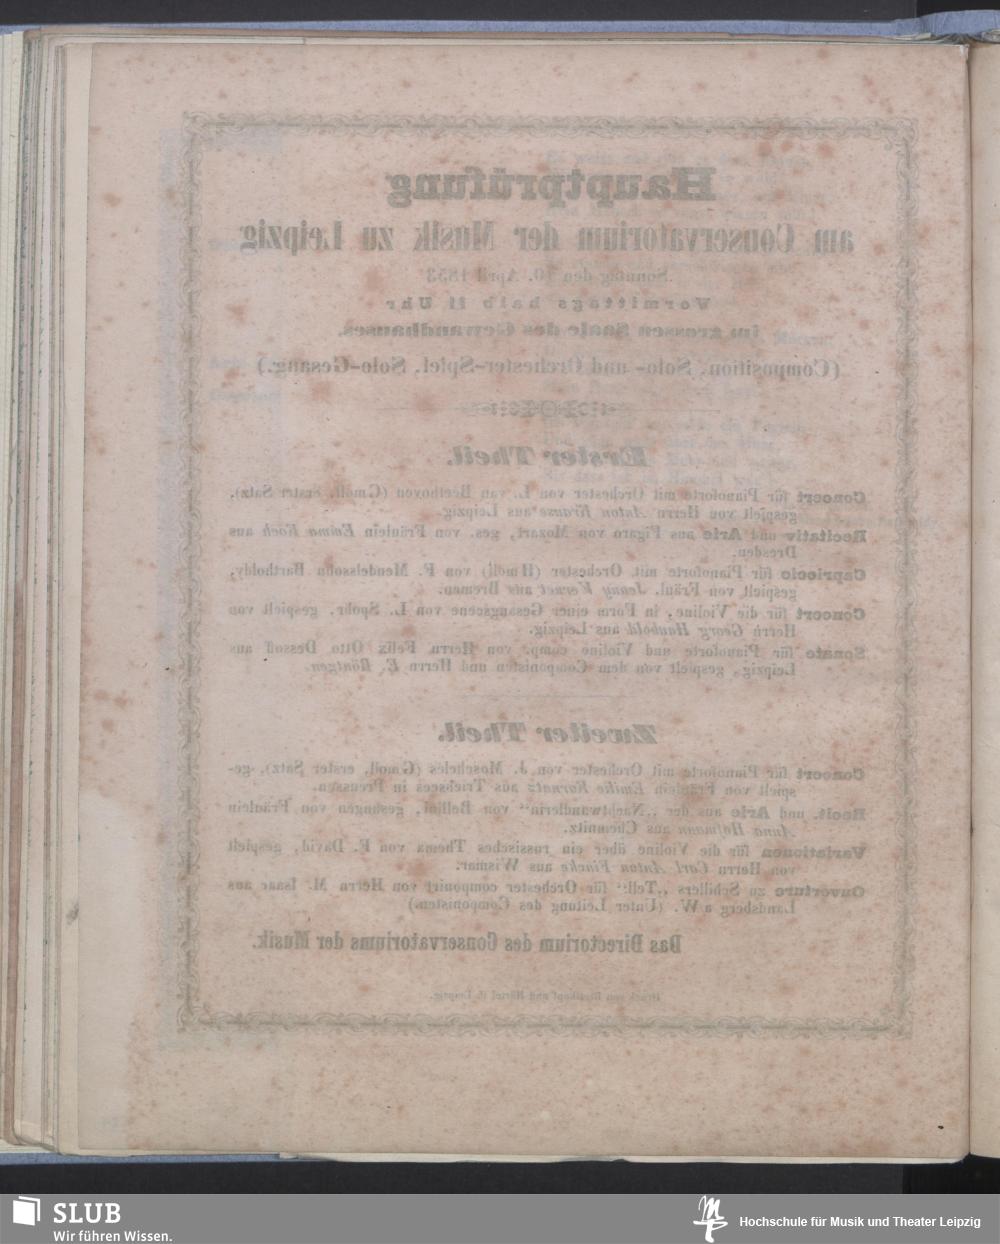 Hauptprüfung
am Conservatorium der Musik zu Leipzig
Sonntag den 10. April 1853
Vormittags halb 11 Uhr
im grossen Saale des Gewandhauses.
(Composition, Solo- und Orchester-Spiel, Solo-Gesang.)
Erster Theil.
Concert für Pianoforte mit Orchester von L. van Beethoven (Cmoll, erster Satz),
gespielt von Herrn Anton Krause aus Leipzig.
Recitativ und Arie aus Figaro von Mozart, ges. von Fräulein Emma Koch aus
Dresden.
Capriccio für Pianoforte mit Orchester (Hmoll) von F. Mendelssohn Bartholdy,
gespielt von Fräul. Jenny aus Bremen.
Concert für die Violine, in Form einer Gesangscene von L. Spohr, gespielt von
Herrn Georg Haubold aus Leipzig.
Sonate für Pianoforte und Violine comp. von Herrn Felix Otto Dessoff aus
Leipzig, gespielt von dem Componisten und Herrn E. Röntgen.
Zweiter Theil.
Concert für Pianoforte mit Orchester von J. Moscheles (Gmoll, erster Satz), ge-
spielt von Fräulein Emilie aus Triebsees in Preussen.
Recit. und Arie aus der „Nachtwandlerin“ von Bellini, gesungen von Fräulein
Anna Hofmann aus Chemnitz.
Variationen für die Violine über ein russisches Thema von F. David, gespielt
von Herrn Carl Anton Fincke aus Wismar.
Ouverture zu Schillers „Tell“ für Orchester componirt von Herrn M. Isaac aus
Landsberg a W. (Unter Leitung des Componisten.)
Das Directorium des Conservatoriums der Musik.
Druck von Breitkopf und Härtel in Leipzig.
SLUB
Wir führen Wissen.
Hochschule für Musik und Theater Leipzig